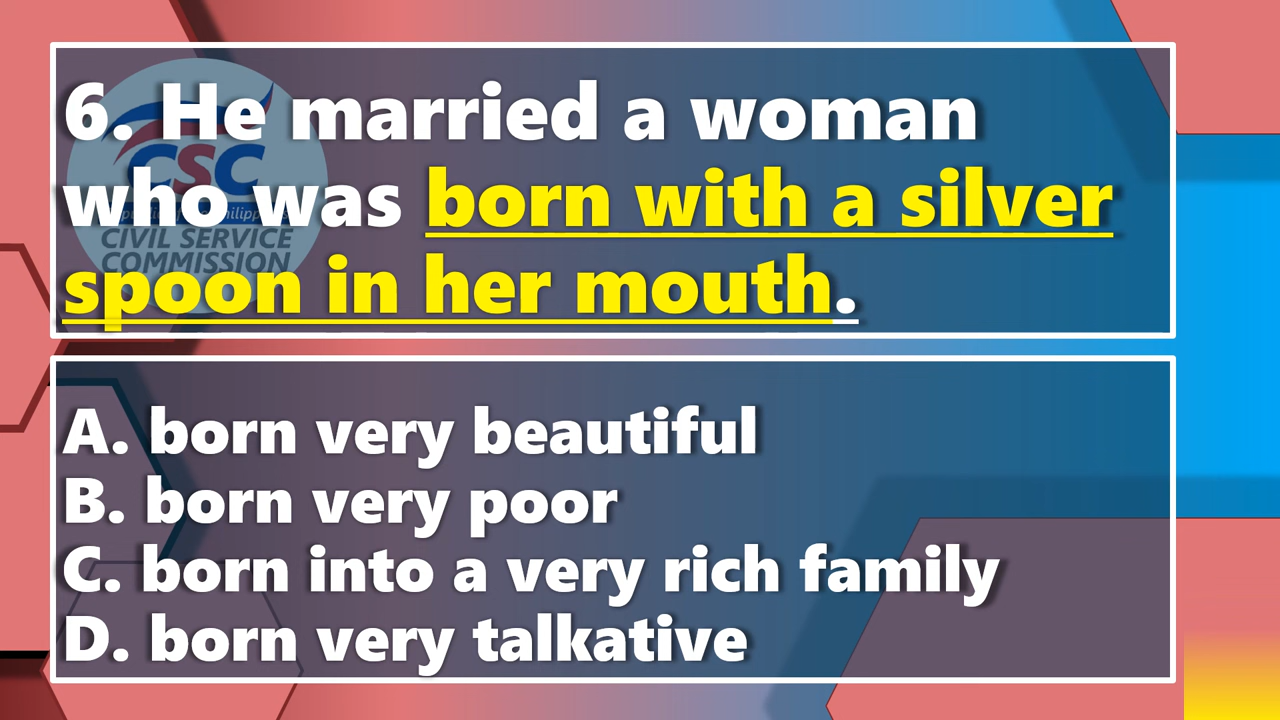 6. He married a woman
who was born with a silver
spoon in her mouth.
CSC
CIVIL SERVICE
COMMISSION
A. born very beautiful
B. born very poor
C. born into a very rich family
D. born very talkative